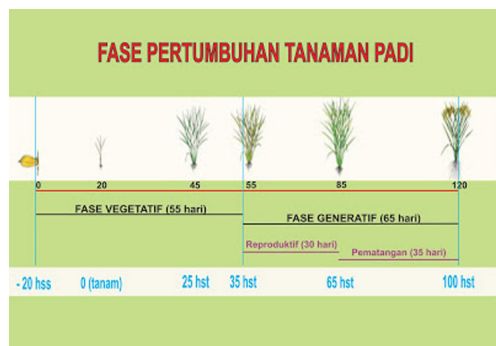 FASE PERTUMBUHAN TANAMAN PADI
0 20 45 55 85 120
FASE VEGETATIF (55 hari)
FASE GENERATIF (65 hari)
Reproduktif (30 hari)
Pematangan (35 hari)
- 20 hss 0 (tanam) 25 hst 35 hst 65 hst 100 hst